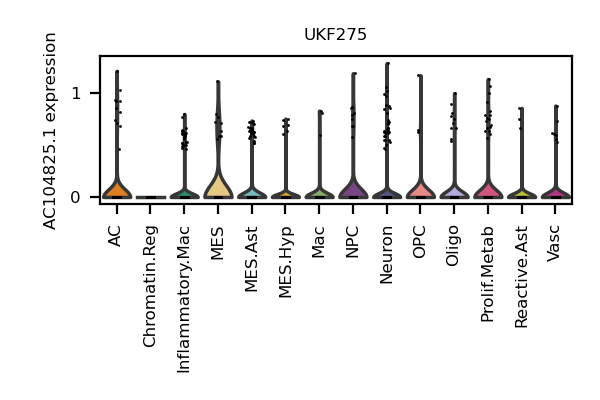 UKF275
AC104825.1 expression
1
0
AC
Chromatin.Reg
Inflammatory.Mac
MES
MES.Ast
MES.Hyp
Mac
NPC
Neuron
OPC
Oligo
Prolif.Metab
Reactive.Ast
Vasc